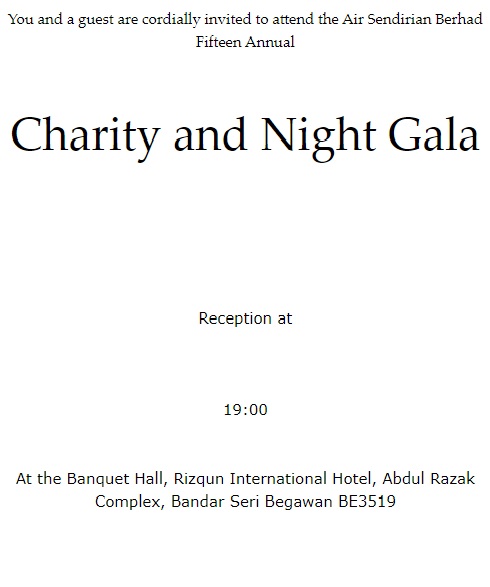 You and a guest are cordially invited to attend the Air Sendirian Berhad
Fifteen Annual
Charity and Night Gala
Reception at
19:00
At the Banquet Hall, Rizqun International Hotel, Abdul Razak
Complex, Bandar Seri Begawan BE3519